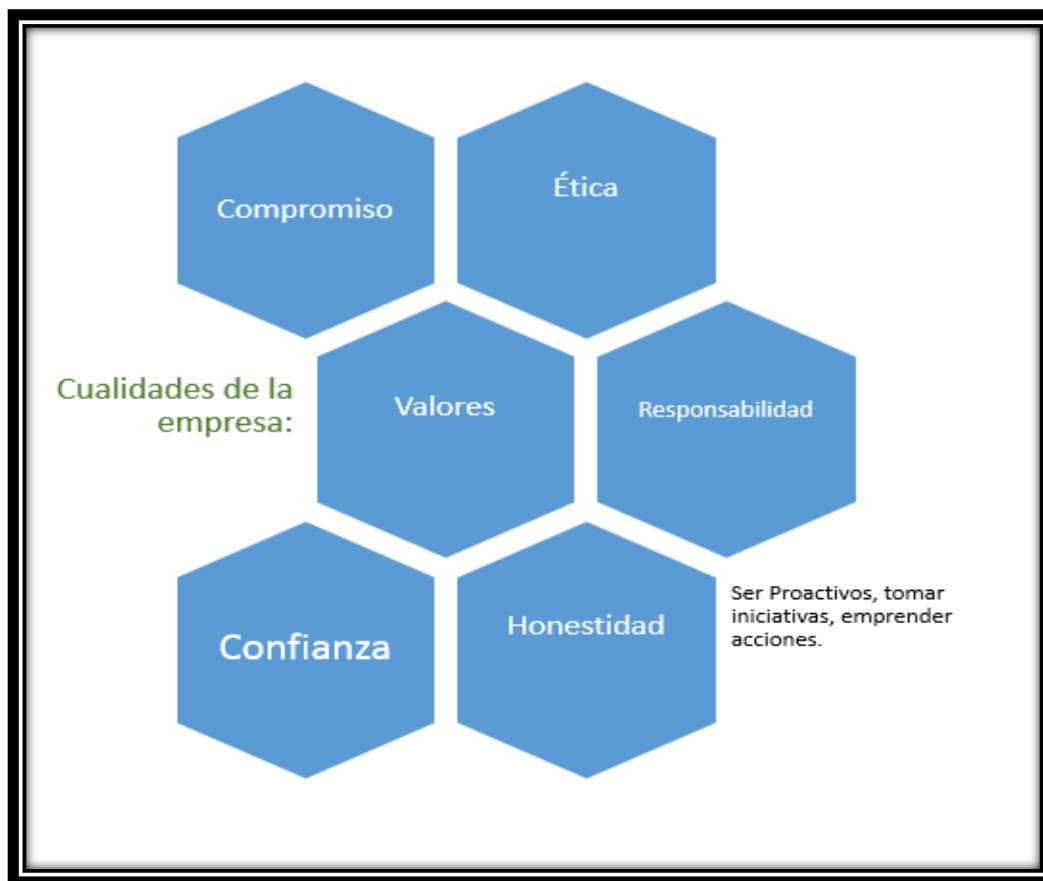 Compromiso
Ética
Cualidades de la
empresa:
Valores
Responsabilidad
Confianza
Honestidad
Ser Proactivos, tomar
iniciativas, emprender
acciones.